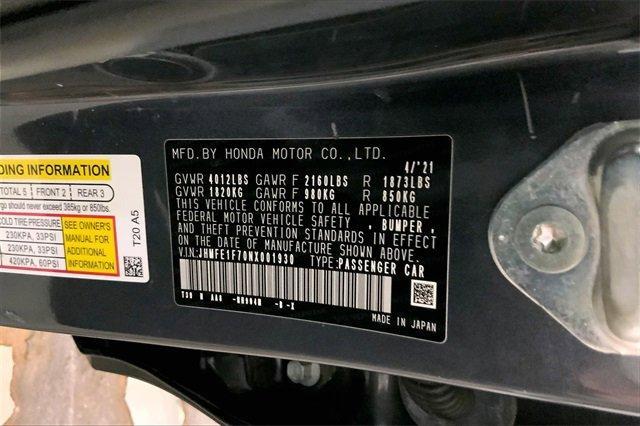 DING INFORMATION
TOTAL 5 FRONT 2 REAR 3
rgo should never exceed 385kg or 850lbs.
COLD TIRE PRESSURE
230KPA, 33PSI
230KPA, 33PSI
420KPA, 60PSI
SEE OWNER'S
MANUAL FOR
ADDITIONAL
INFORMATION
T20 A5
MFD.BY HONDA MOTOR CO.,LTD.
4/'21
GVWR 4012LBS GAWR F 2160LBS R 1873LBS
GVWR 1820KG GAWR F 980KG R 850KG
THIS VEHICLE CONFORMS TO ALL APPLICABLE
FEDERAL MOTOR VEHICLE SAFETY , BUMPER ,
AND THEFT PREVENTION STANDARDS IN EFFECT
ON THE DATE OF MANUFACTURE SHOWN ABOVE.
V.I.N:JHMFE1F70NX001930 TYPE:PASSENGER CAR
MADE IN JAPAN